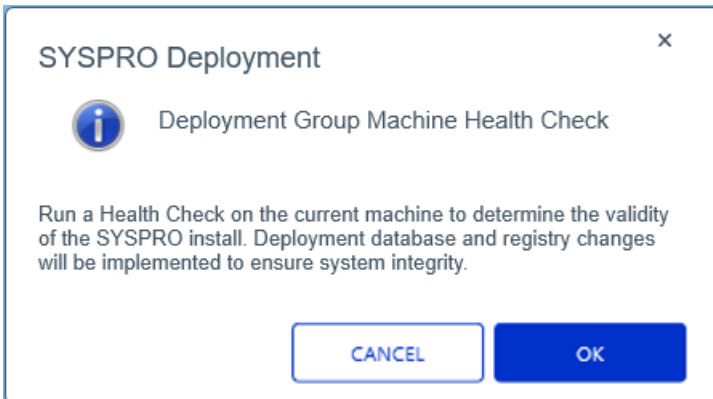 SYSPRO Deployment
Deployment Group Machine Health Check
Run a Health Check on the current machine to determine the validity
of the SYSPRO install. Deployment database and registry changes
will be implemented to ensure system integrity.
CANCEL
OK